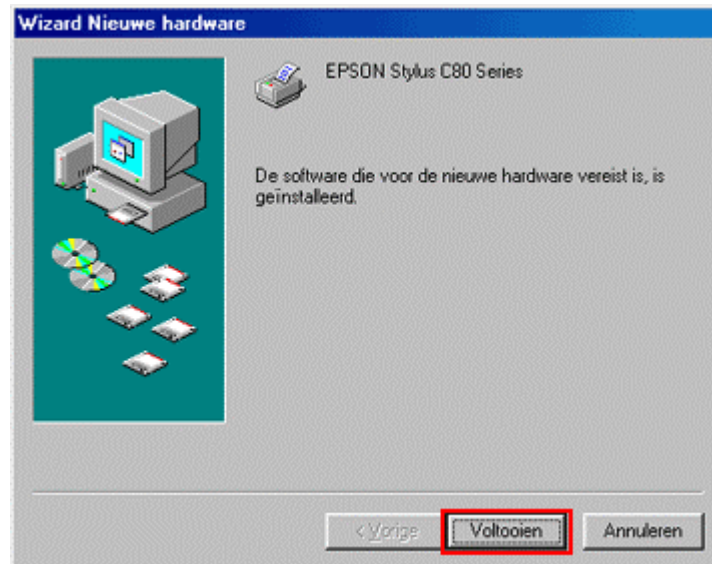 Wizard Nieuwe hardware
EPSON Stylus C80 Series
De software die voor de nieuwe hardware vereist is, is
geïnstalleerd.
< Vorige
Voltooien
Annuleren